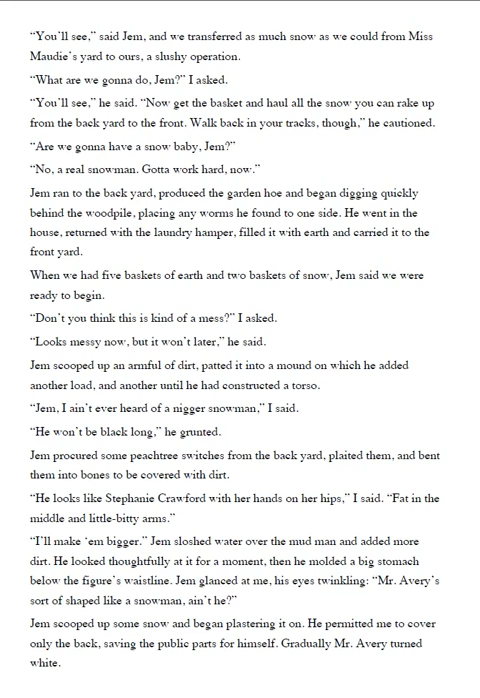 “You’ll see,” said Jem, and we transferred as much snow as we could from Miss
Maudie’s yard to ours, a slushy operation.
“What are we gonna do, Jem?” I asked.
“You’ll see,” he said. “Now get the basket and haul all the snow you can rake up
from the back yard to the front. Walk back in your tracks, though,” he cautioned.
“Are we gonna have a snow baby, Jem?”
“No, a real snowman. Gotta work hard, now.”
Jem ran to the back yard, produced the garden hoe and began digging quickly
behind the woodpile, placing any worms he found to one side. He went in the
house, returned with the laundry hamper, filled it with earth and carried it to the
front yard.
When we had five baskets of earth and two baskets of snow, Jem said we were
ready to begin.
“Don’t you think this is kind of a mess?” I asked.
“Looks messy now, but it won’t later,” he said.
Jem scooped up an armful of dirt, patted it into a mound on which he added
another load, and another until he had constructed a torso.
“Jem, I ain’t ever heard of a nigger snowman,” I said.
“He won’t be black long,” he grunted.
Jem procured some peachtree switches from the back yard, plaited them, and bent
them into bones to be covered with dirt.
“He looks like Stephanie Crawford with her hands on her hips,” I said. “Fat in the
middle and little-bitty arms.”
“I’ll make ‘em bigger.” Jem sloshed water over the mud man and added more
dirt. He looked thoughtfully at it for a moment, then he molded a big stomach
below the figure’s waistline. Jem glanced at me, his eyes twinkling: “Mr. Avery’s
sort of shaped like a snowman, ain’t he?”
Jem scooped up some snow and began plastering it on. He permitted me to cover
only the back, saving the public parts for himself. Gradually Mr. Avery turned
white.